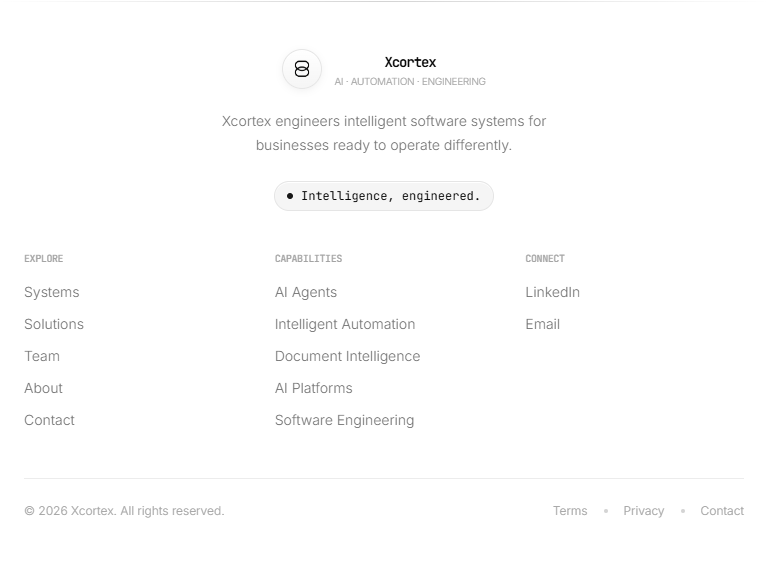 Xcortex
AI · AUTOMATION · ENGINEERING
Xcortex engineers intelligent software systems for
businesses ready to operate differently.
Intelligence, engineered.
EXPLORE
Systems
Solutions
Team
About
Contact
CAPABILITIES
AI Agents
Intelligent Automation
Document Intelligence
AI Platforms
Software Engineering
CONNECT
LinkedIn
Email
© 2026 Xcortex. All rights reserved.
Terms • Privacy • Contact